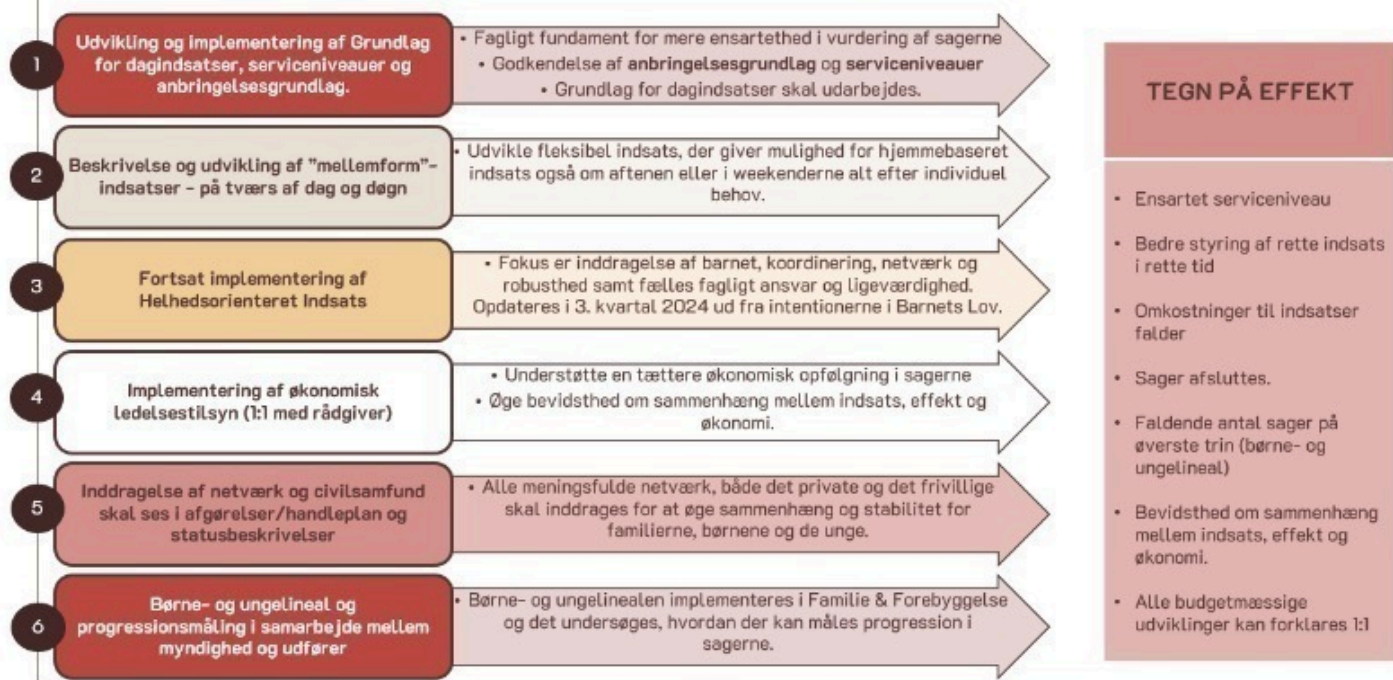 1
Udvikling og implementering af Grundlag
for dagindsatser, serviceniveauer og
anbringelsesgrundlag.
• Fagligt fundament for mere ensartethed i vurdering af sagerne
• Godkendelse af anbringelsesgrundlag og serviceniveauer
• Grundlag for dagindsatser skal udarbejdes.
2
Beskrivelse og udvikling af ”mellemform”-
indsatser – på tværs af dag og døgn
• Udvikle fleksibel indsats, der giver mulighed for hjemmebaseret
indsats også om aftenen eller i weekenderne alt efter individuel
behov.
3
Fortsat implementering af
Helhedsorienteret Indsats
• Fokus er inddragelse af barnet, koordinering, netværk og
robusthed samt fælles fagligt ansvar og ligeværdighed.
Opdateres i 3. kvartal 2024 ud fra intentionerne i Barnets Lov.
4
Implementering af økonomisk
ledelsestilsyn (1:1 med rådgiver)
• Understøtte en tættere økonomisk opfølgning i sagerne
• Øge bevidsthed om sammenhæng mellem indsats, effekt og
økonomi.
5
Inddragelse af netværk og civilsamfund
skal ses i afgørelser/handleplan og
statusbeskrivelser
• Alle meningsfulde netværk, både det private og det frivillige
skal inddrages for at øge sammenhæng og stabilitet for
familierne, børnene og de unge.
6
Børne- og ungelineal og
progressionsmåling i samarbejde mellem
myndighed og udfører
• Børne- og ungelinealen implementeres i Familie & Forebyggelse
og det undersøges, hvordan der kan måles progression i
sagerne.
TEGN PÅ EFFEKT
• Ensartet serviceniveau
• Bedre styring af rette indsats
i rette tid
• Omkostninger til indsatser
falder
• Sager afsluttes.
• Faldende antal sager på
øverste trin (børne- og
ungelineal)
• Bevidsthed om sammenhæng
mellem indsats, effekt og
økonomi.
• Alle budgetmæssige
udviklinger kan forklares 1:1